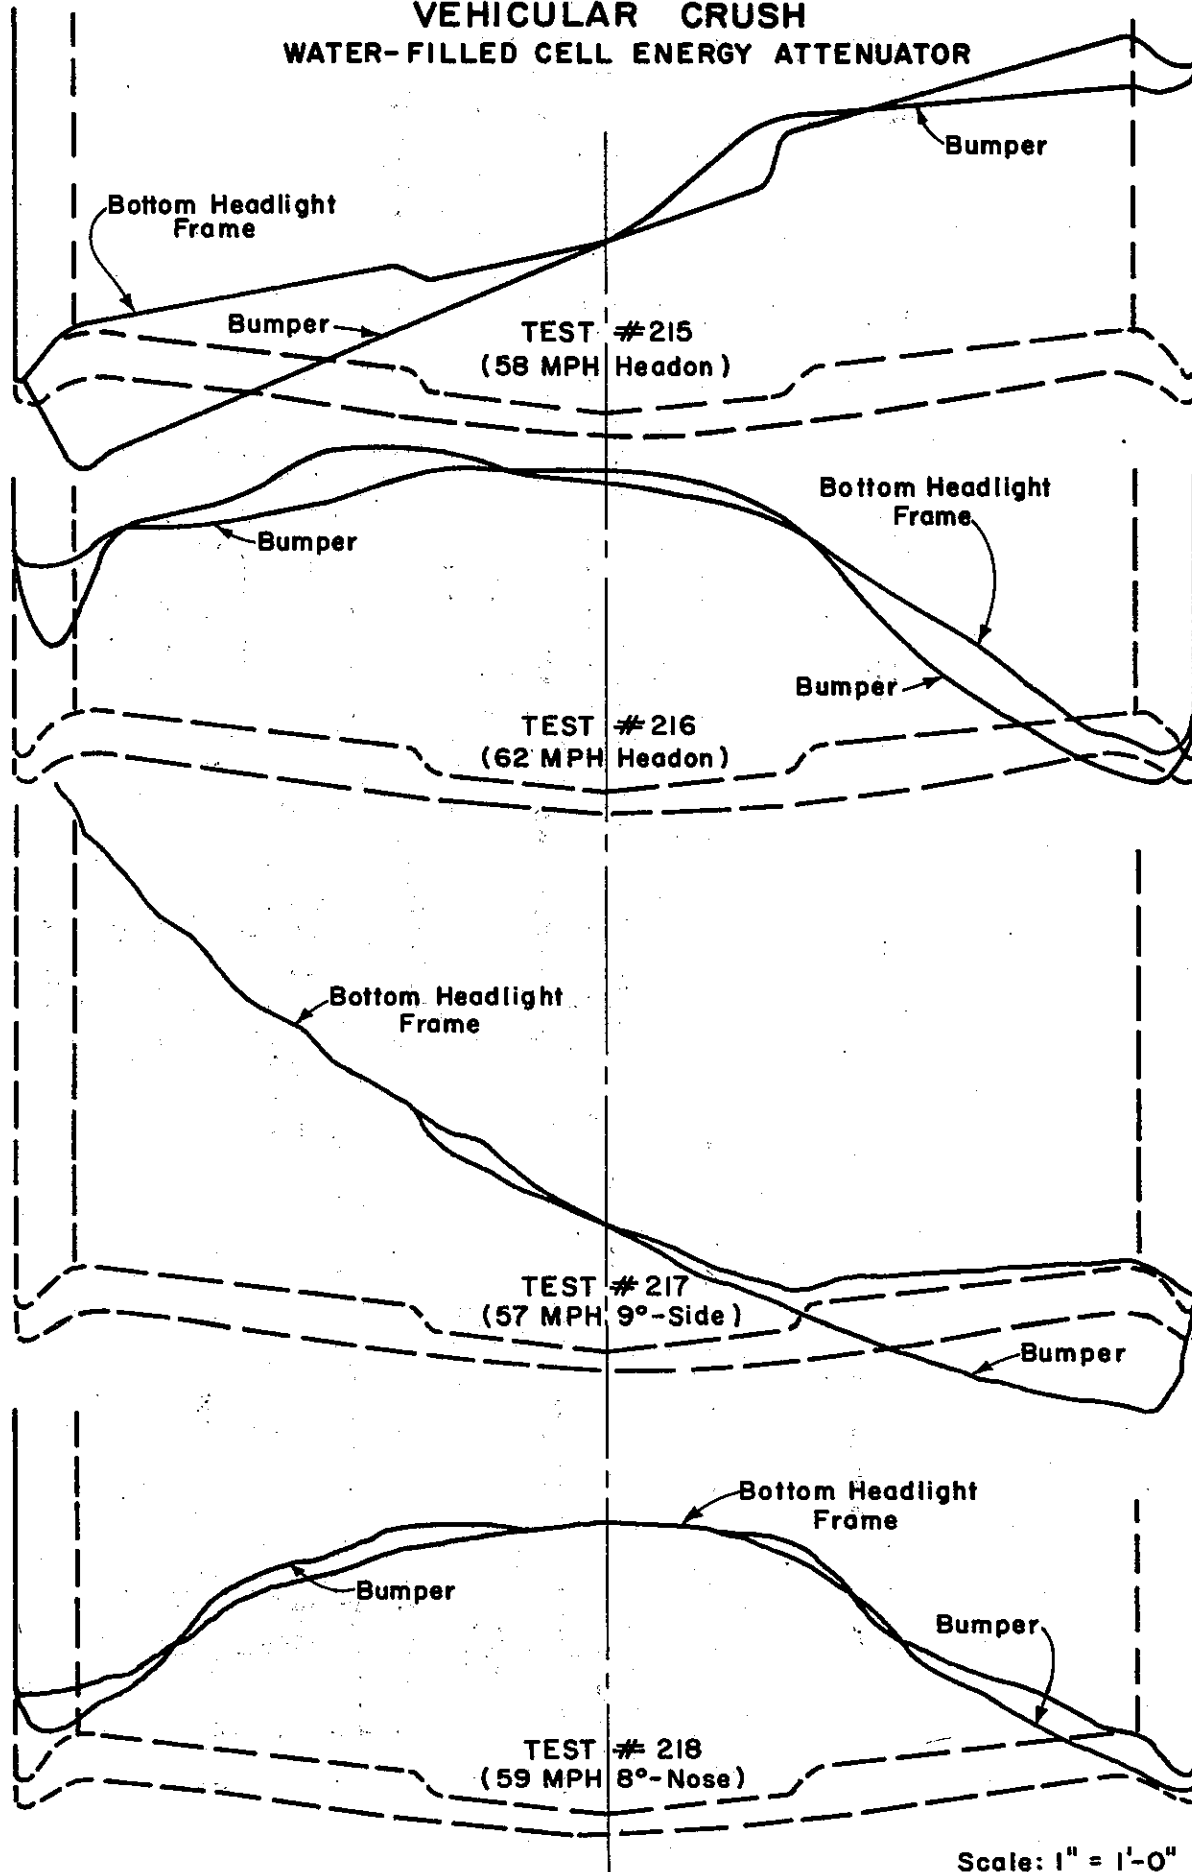 VEHICULAR CRUSH
WATER-FILLED CELL ENERGY ATTENUATOR
Bumper
Bottom Headlight
Frame
Bumper
TEST #215
(58 MPH Headon)
Bottom Headlight
Frame
Bumper
Bumper
TEST #216
(62 MPH Headon)
Bottom Headlight
Frame
TEST #217
(57 MPH 9°-Side)
Bumper
Bottom Headlight
Frame
Bumper
Bumper
TEST #218
(59 MPH 8°-Nose)
Scale: 1" = 1'-0"